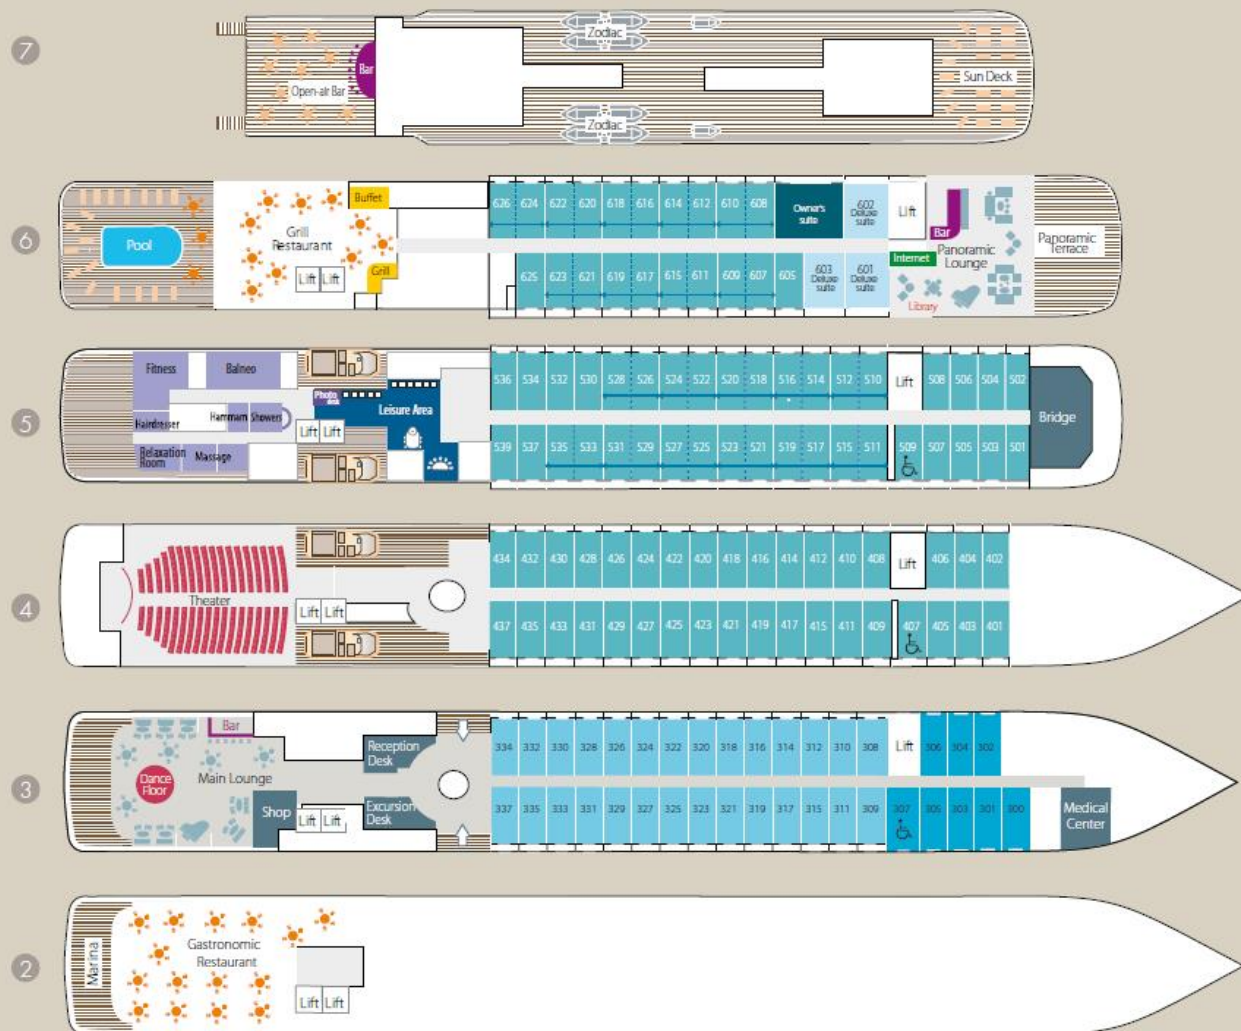 7
Open-air Bar
Bar
Zodiac
Zodiac
Sun Deck
6
Pool
Grill
Restaurant
Lift Lift
Buffet
Grill
626 624 622 620 618 616 614 612 610 608
Owner's
suite
602
Deluxe
suite
Lift
Bar
625 623 621 619 617 615 611 609 607 605
603
Deluxe
suite
601
Deluxe
suite
Internet
Panoramic
Lounge
Library
Panoramic
Terrace
5
Fitness
Balneo
Hairdresser
Hammam
Showers
Relaxation
Room
Massage
Photo
desk
Lift Lift
Leisure Area
536 534 532 530 528 526 524 522 520 518 516 514 512 510 Lift 508 506 504 502
539 537 535 533 531 529 527 525 523 521 519 517 515 511 509 507 505 503 501
Bridge
4
Theater
Lift Lift
434 432 430 428 426 424 422 420 418 416 414 412 410 408 Lift 406 404 402
437 435 433 431 429 427 425 423 421 419 417 415 411 409 407 405 403 401
3
Bar
Dance
Floor
Main Lounge
Shop
Lift Lift
Reception
Desk
Excursion
Desk
334 332 330 328 326 324 322 320 318 316 314 312 310 308 Lift 306 304 302
337 335 333 331 329 327 325 323 321 319 317 315 311 309 307 305 303 301 300
Medical
Center
2
Marina
Gastronomic
Restaurant
Lift Lift